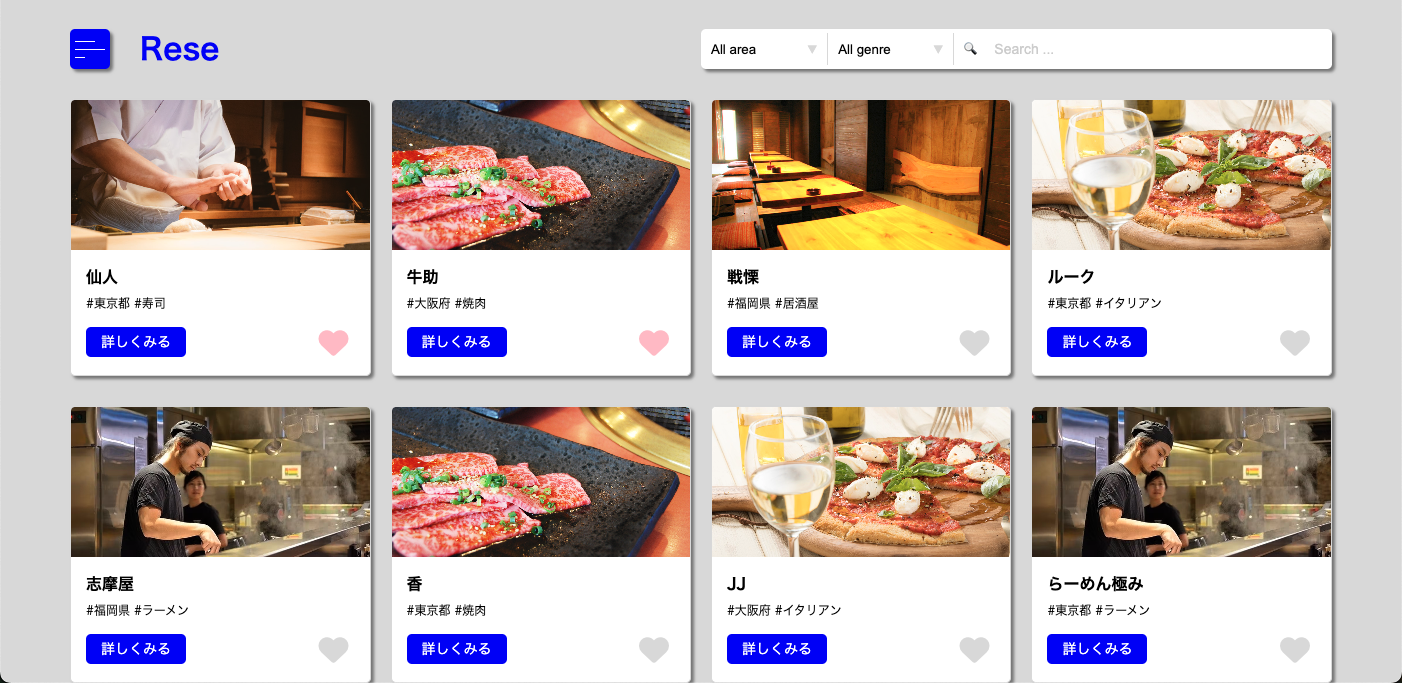 Rese
All area
All genre
Search ...
仙人
#東京都 #寿司
詳しくみる
牛助
#大阪府 #焼肉
詳しくみる
戦慄
#福岡県 #居酒屋
詳しくみる
ルーク
#東京都 #イタリアン
詳しくみる
志摩屋
#福岡県 #ラーメン
詳しくみる
香
#東京都 #焼肉
詳しくみる
JJ
#大阪府 #イタリアン
詳しくみる
らーめん極み
#東京都 #ラーメン
詳しくみる